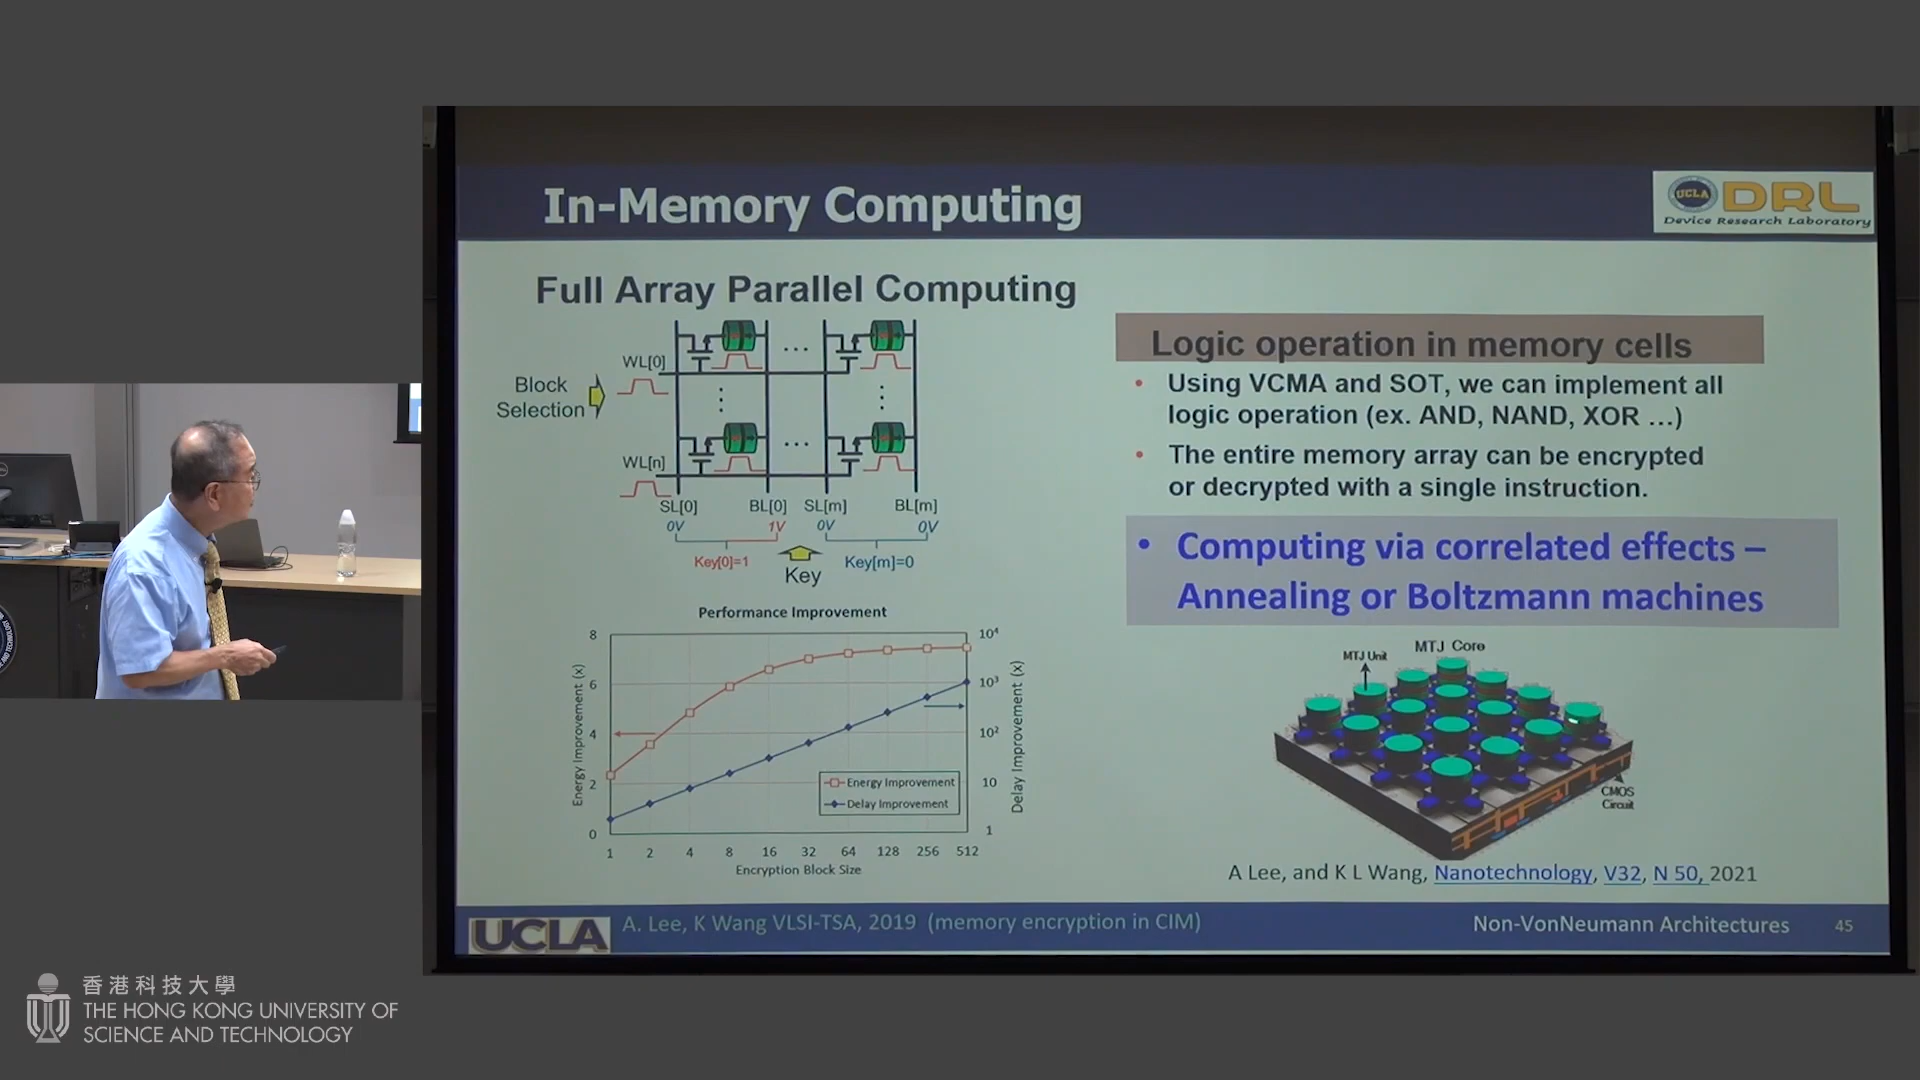 In-Memory Computing
UCLA DRL
Device Research Laboratory
Full Array Parallel Computing
WL[0]
Block
Selection
WL[n]
SL[0] BL[0] SL[m] BL[m]
0V 1V 0V 0V
Key[0]=1 Key[m]=0
Key
Performance Improvement
8
6
4
2
0
Energy Improvement (x)
10⁴
10³
10²
10
1
Delay Improvement (x)
Energy Improvement
Delay Improvement
1 2 4 8 16 32 64 128 256 512
Encryption Block Size
Logic operation in memory cells
• Using VCMA and SOT, we can implement all
logic operation (ex. AND, NAND, XOR ...)
• The entire memory array can be encrypted
or decrypted with a single instruction.
• Computing via correlated effects –
Annealing or Boltzmann machines
MTJ Unit
MTJ Core
CMOS
Circuit
A Lee, and K L Wang, Nanotechnology, V32, N 50, 2021
UCLA
A. Lee, K Wang VLSI-TSA, 2019 (memory encryption in CIM)
Non-VonNeumann Architectures
45
香港科技大學
THE HONG KONG UNIVERSITY OF
SCIENCE AND TECHNOLOGY